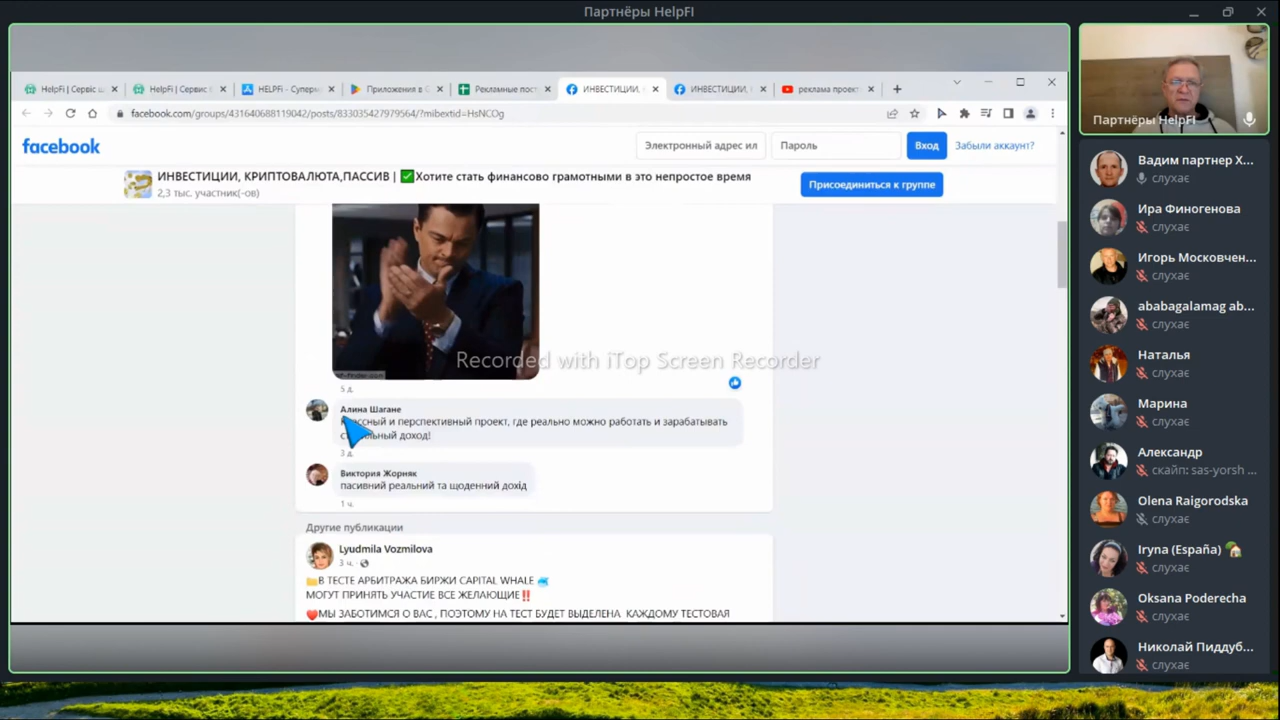 Партнёры HelpFI
HelpFi | Сервіс ш
HelpFi | Сервис
HELPFi - Суперм
Приложения в G
Рекламные пост
ИНВЕСТИЦИИ,
ИНВЕСТИЦИИ,
реклама проект
facebook.com/groups/431640688119042/posts/833035427979564/?mibextid=HsNCOg
facebook
Электронный адрес ил
Пароль
Вход
Забыли аккаунт?
ИНВЕСТИЦИИ, КРИПТОВАЛЮТА,ПАССИВ | ✅Хотите стать финансово грамотными в это непростое время
2,3 тыс. участник(-ов)
Присоединиться к группе
Recorded with iTop Screen Recorder
5 д.
Алина Шагане
и перспективный проект, где реально можно работать и зарабатывать
доход!
3 д.
Виктория Жорняк
пасивний реальний та щоденний дохід
1 ч.
Другие публикации
Lyudmila Vozmilova
3 ч.
В ТЕСТЕ АРБИТРАЖА БИРЖИ CAPITAL WHALE 🐳
МОГУТ ПРИНЯТЬ УЧАСТИЕ ВСЕ ЖЕЛАЮЩИЕ‼️
❤️МЫ ЗАБОТИМСЯ О ВАС , ПОЭТОМУ НА ТЕСТ БУДЕТ ВЫДЕЛЕНА КАЖДОМУ ТЕСТОВАЯ
Партнёры HelpFI
Вадим партнер Х...
слухає
Ира Финогенова
слухає
Игорь Московчен...
слухає
ababagalamag ab...
слухає
Наталья
слухає
Марина
слухає
Александр
скайп: sas-yorsh ...
Olena Raigorodska
слухає
Iryna (España) 🏡
слухає
Oksana Poderecha
слухає
Николай Пиддуб...
слухає